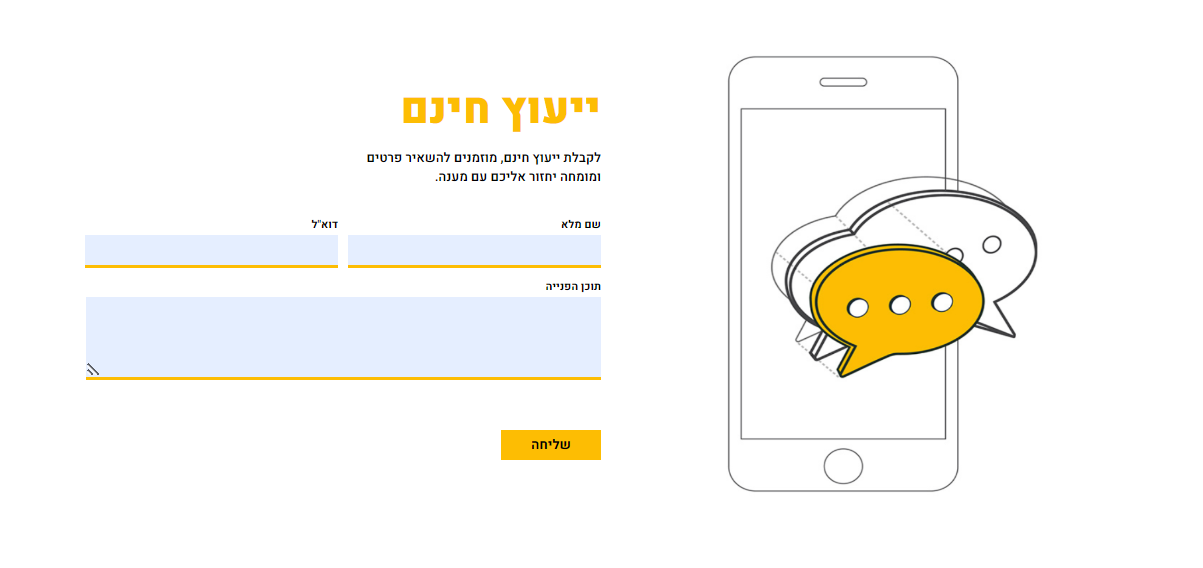 ייעוץ חינם
לקבלת ייעוץ חינם, מוזמנים להשאיר פרטים
ומומחה יחזור אליכם עם מענה.
שם מלא
דוא"ל
תוכן הפנייה
שליחה